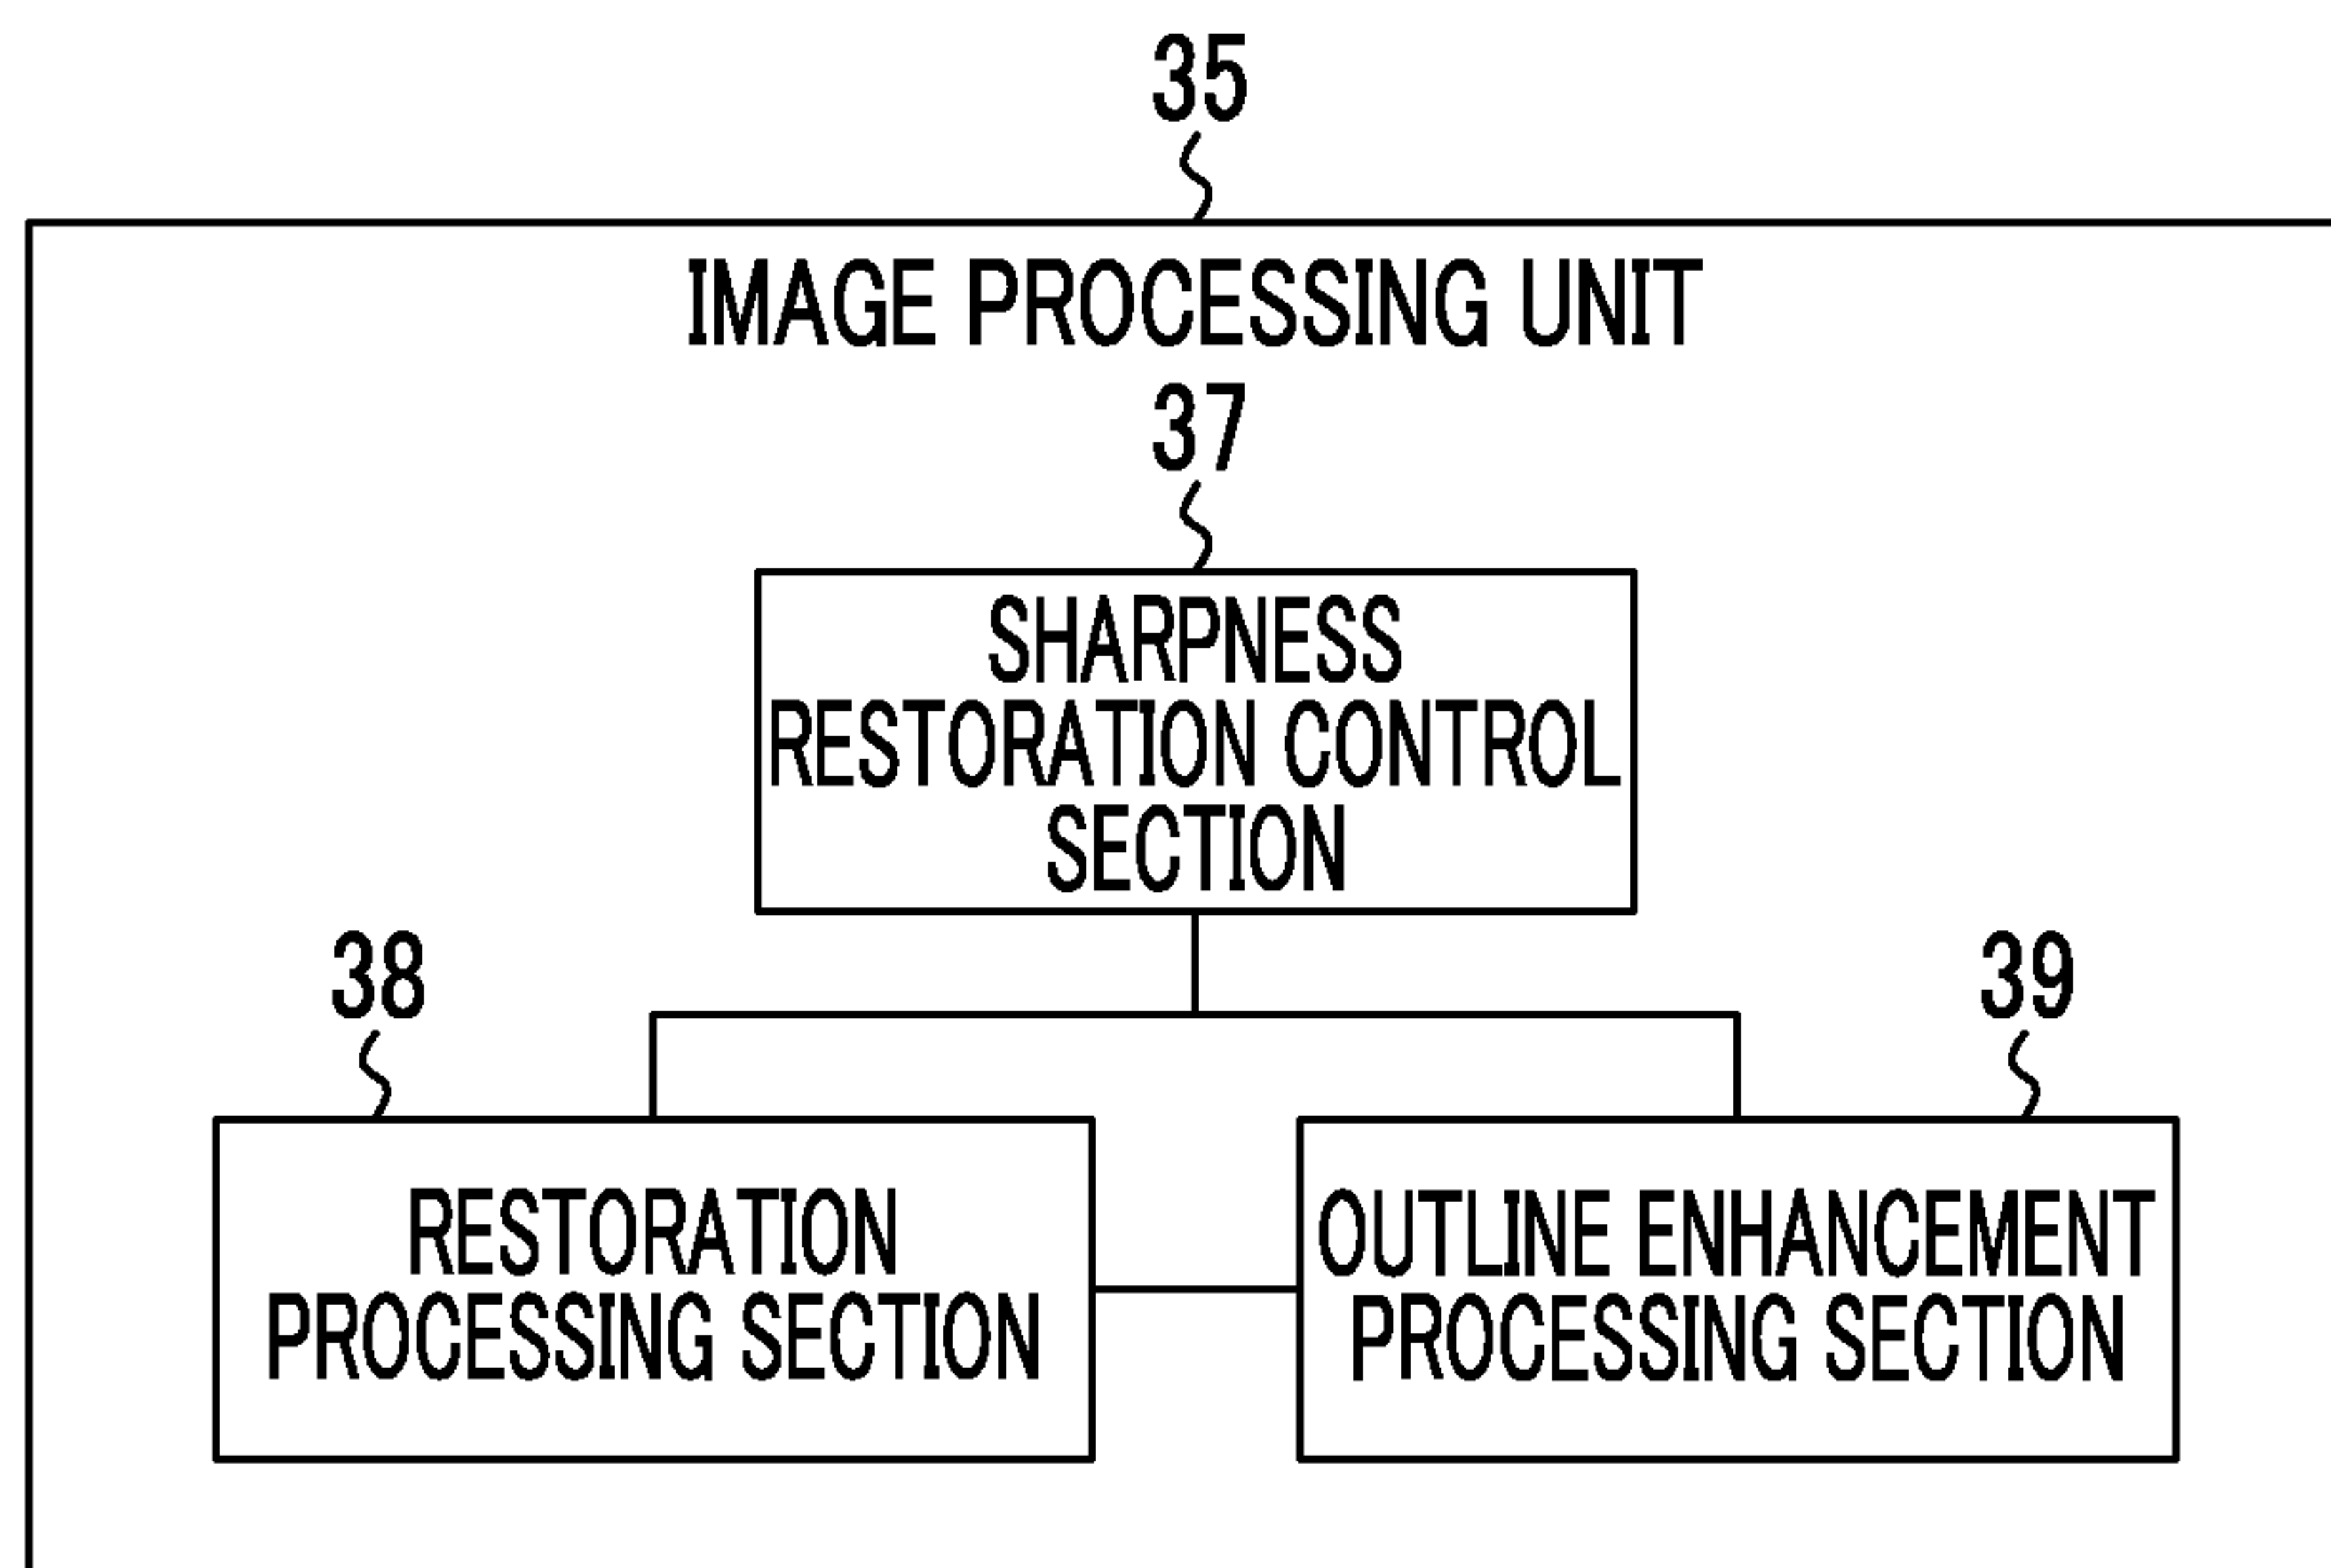 35
IMAGE PROCESSING UNIT
37
SHARPNESS
RESTORATION CONTROL
SECTION
38
39
RESTORATION
PROCESSING SECTION
OUTLINE ENHANCEMENT
PROCESSING SECTION